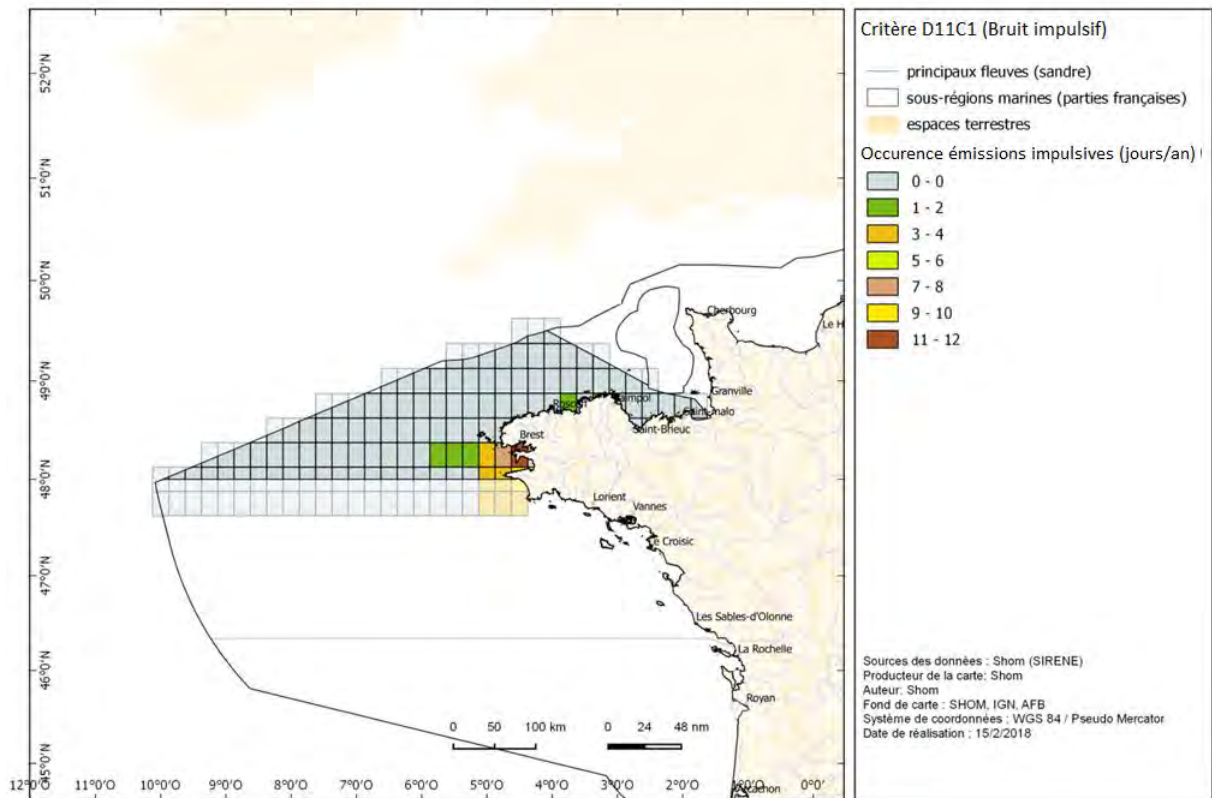 Critère D11C1 (Bruit impulsif)
principaux fleuves (sandre)
sous-régions marines (parties françaises)
espaces terrestres
Occurence émissions impulsives (jours/an)
0 - 0
1 - 2
3 - 4
5 - 6
7 - 8
9 - 10
11 - 12
52°0'N
51°0'N
50°0'N
49°0'N
48°0'N
47°0'N
46°0'N
45°0'N
Cherbourg
Le H
Granville
Saint-malo
Saint-Brieuc
Brest
Lorient
Vannes
Le Croisic
Les Sables-d'Olonne
La Rochelle
Royan
0 50 100 km
0 24 48 nm
12°0 11°0'O 10°0'O 9°0'O 8°0'O 7°0'O 6°0'O 5°0'O 4°0'O 3°0'O 2°0'O 0°0'
Sources des données : Shom (SIRENE)
Producteur de la carte: Shom
Auteur: Shom
Fond de carte : SHOM, IGN, AFB
Système de coordonnées : WGS 84 / Pseudo Mercator
Date de réalisation : 15/2/2018